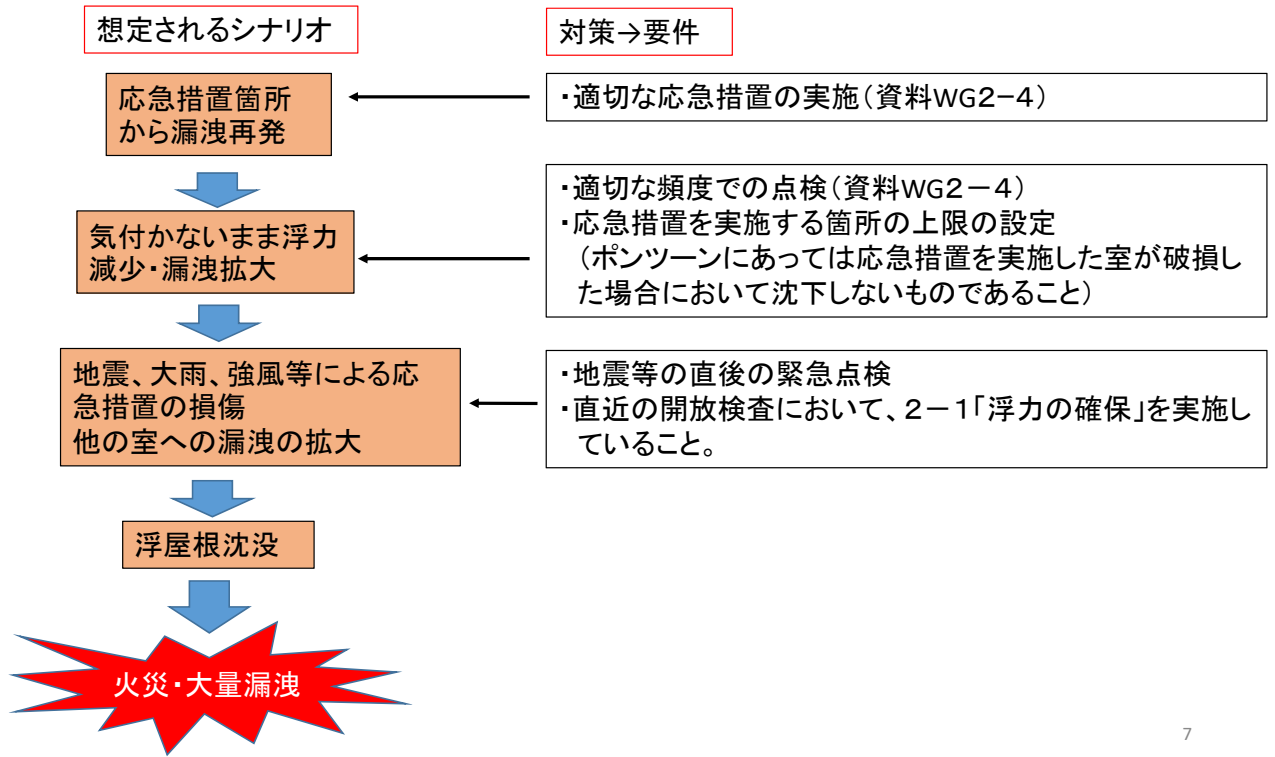 想定されるシナリオ
対策→要件
応急措置箇所
から漏洩再発
・適切な応急措置の実施（資料WG２−４）
気付かないまま浮力
減少・漏洩拡大
・適切な頻度での点検（資料WG２－４）
・応急措置を実施する箇所の上限の設定
（ポンツーンにあっては応急措置を実施した室が破損し
た場合において沈下しないものであること）
地震、大雨、強風等による応
急措置の損傷
他の室への漏洩の拡大
・地震等の直後の緊急点検
・直近の開放検査において、２－１「浮力の確保」を実施し
ていること。
浮屋根沈没
火災・大量漏洩
7